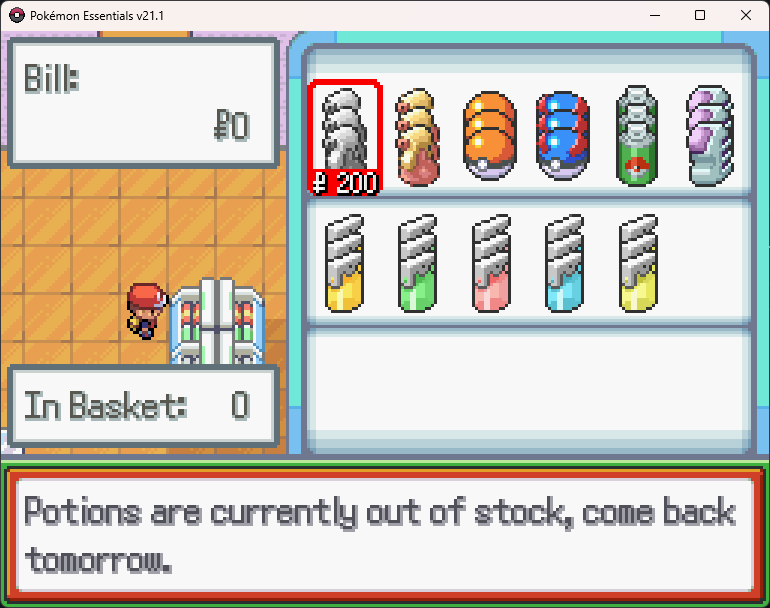 Pokémon Essentials v21.1
Bill:
₽0
₽ 200
In Basket: 0
Potions are currently out of stock, come back
tomorrow.